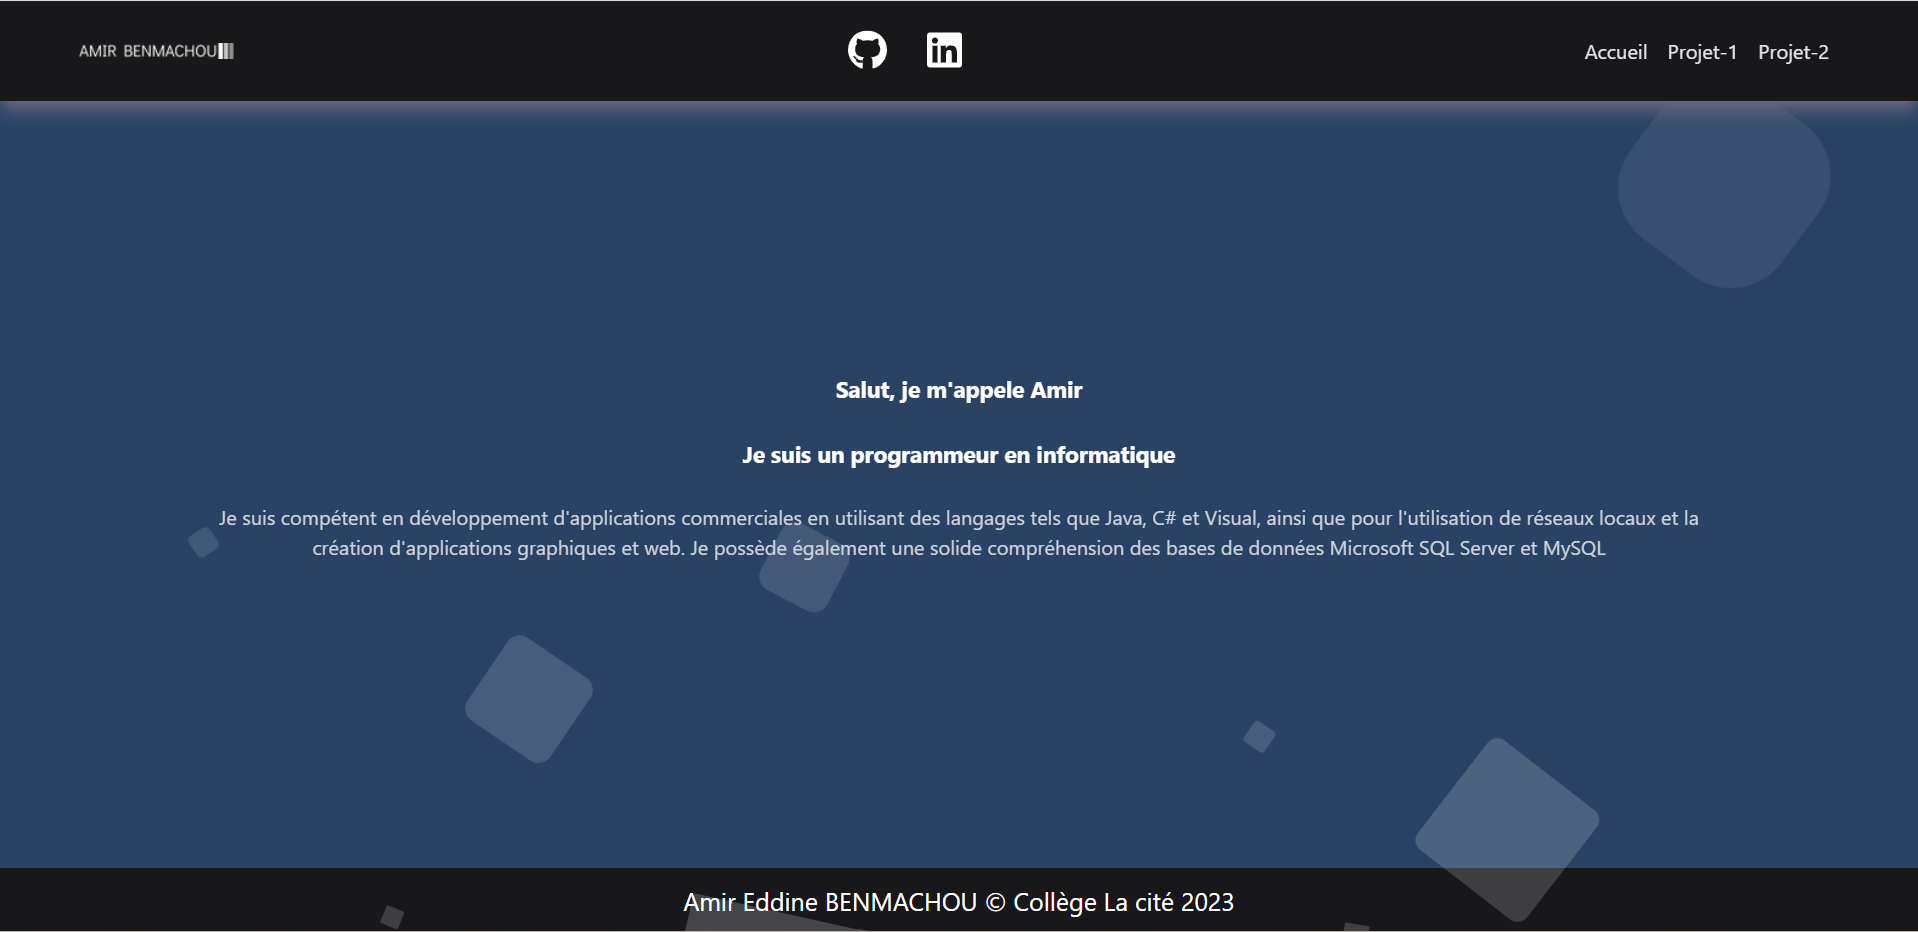 AMIR BENMACHOU
Accueil Projet-1 Projet-2
Salut, je m'appele Amir
Je suis un programmeur en informatique
Je suis compétent en développement d'applications commerciales en utilisant des langages tels que Java, C# et Visual, ainsi que pour l'utilisation de réseaux locaux et la
création d'applications graphiques et web. Je possède également une solide compréhension des bases de données Microsoft SQL Server et MySQL
Amir Eddine BENMACHOU © Collège La cité 2023